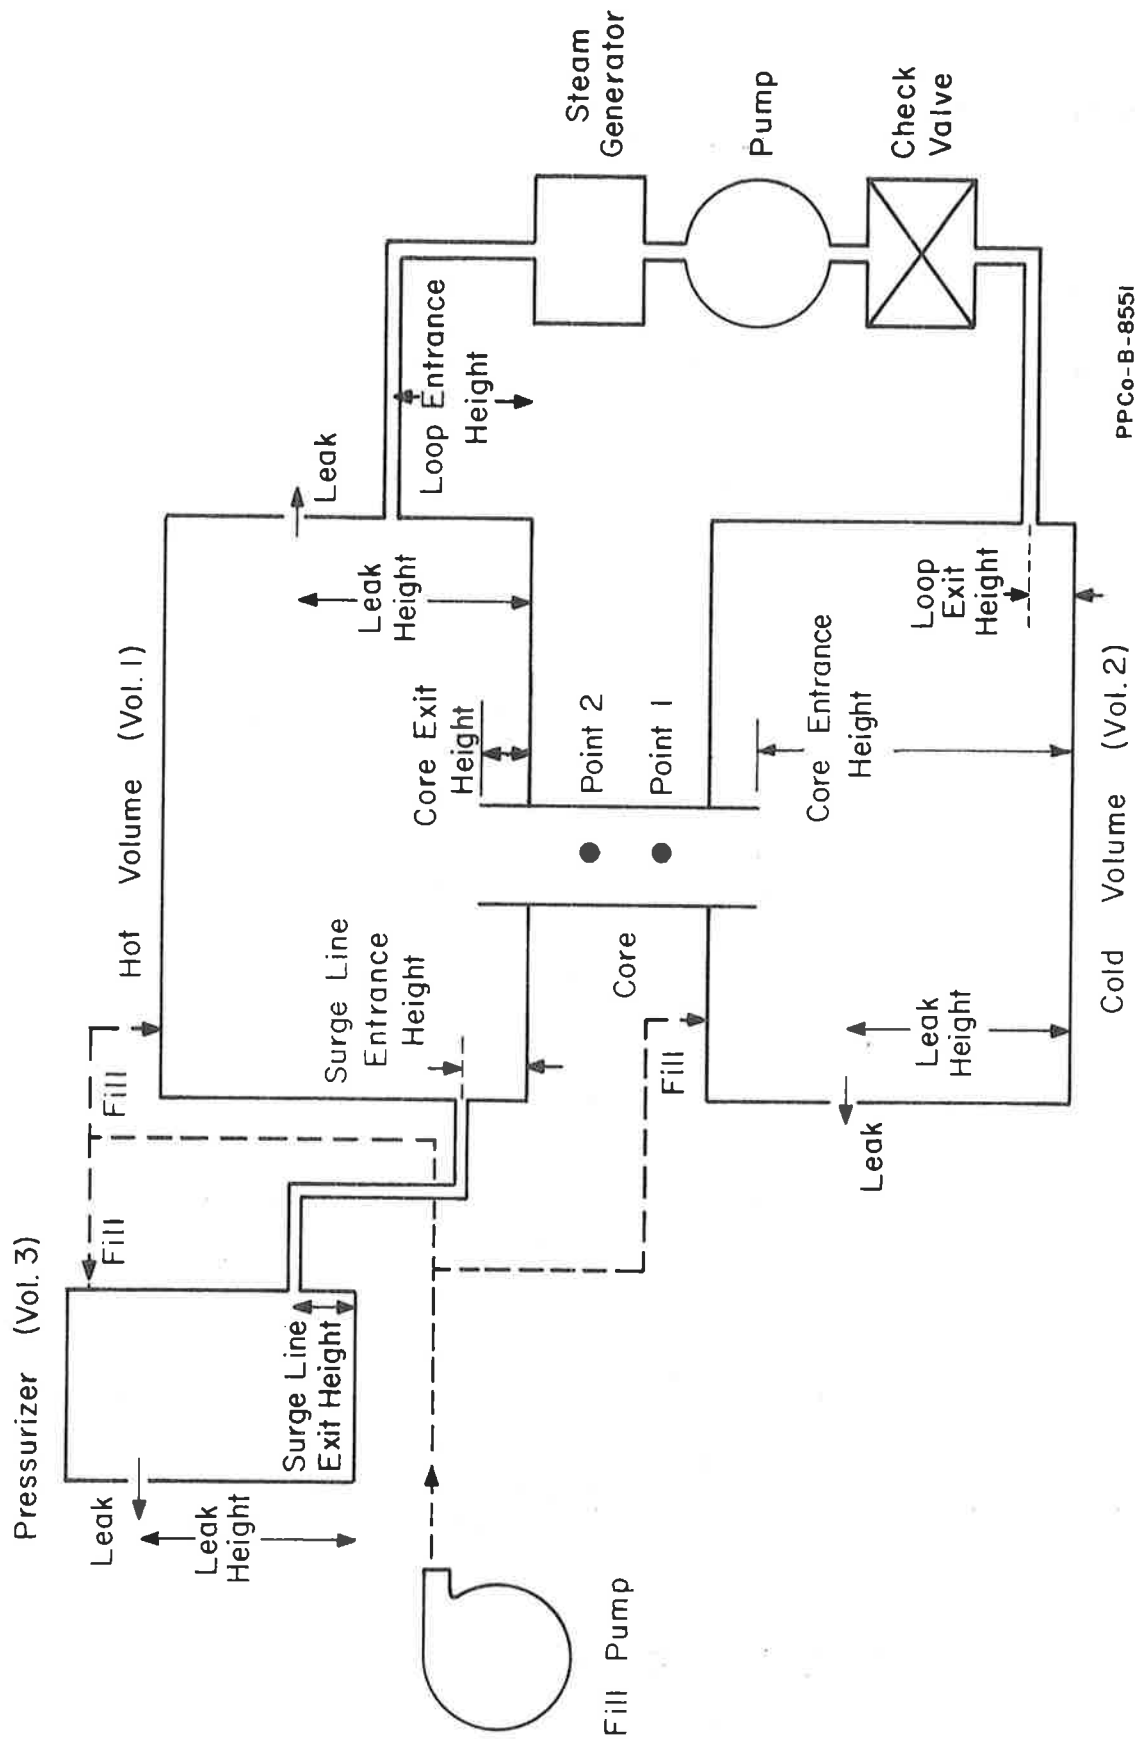 Pressurizer (Vol. 3)
Hot Volume (Vol. 1)
Fill
Fill
Leak
Leak
Height
Surge Line
Exit Height
Surge Line
Entrance
Height
Core Exit
Height
Leak
Height
Leak
Loop Entrance
Height
Steam
Generator
Pump
Check
Valve
Fill Pump
Core
Point 2
Point 1
Fill
Leak
Leak
Height
Core Entrance
Height
Loop
Exit
Height
Cold Volume (Vol. 2)
PPCo-B-8551